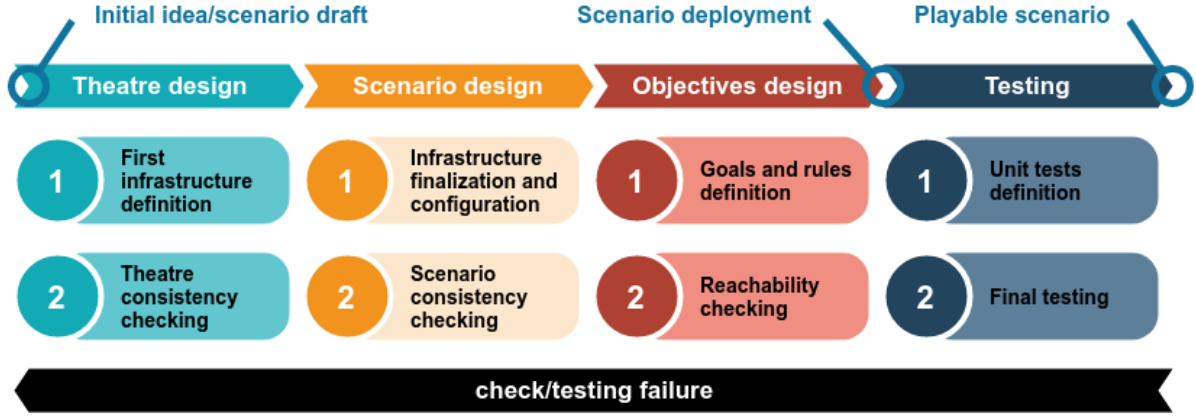 Initial idea/scenario draft
Scenario deployment
Playable scenario
Theatre design
Scenario design
Objectives design
Testing
1
First
infrastructure
definition
1
Infrastructure
finalization and
configuration
1
Goals and rules
definition
1
Unit tests
definition
2
Theatre
consistency
checking
2
Scenario
consistency
checking
2
Reachability
checking
2
Final testing
check/testing failure